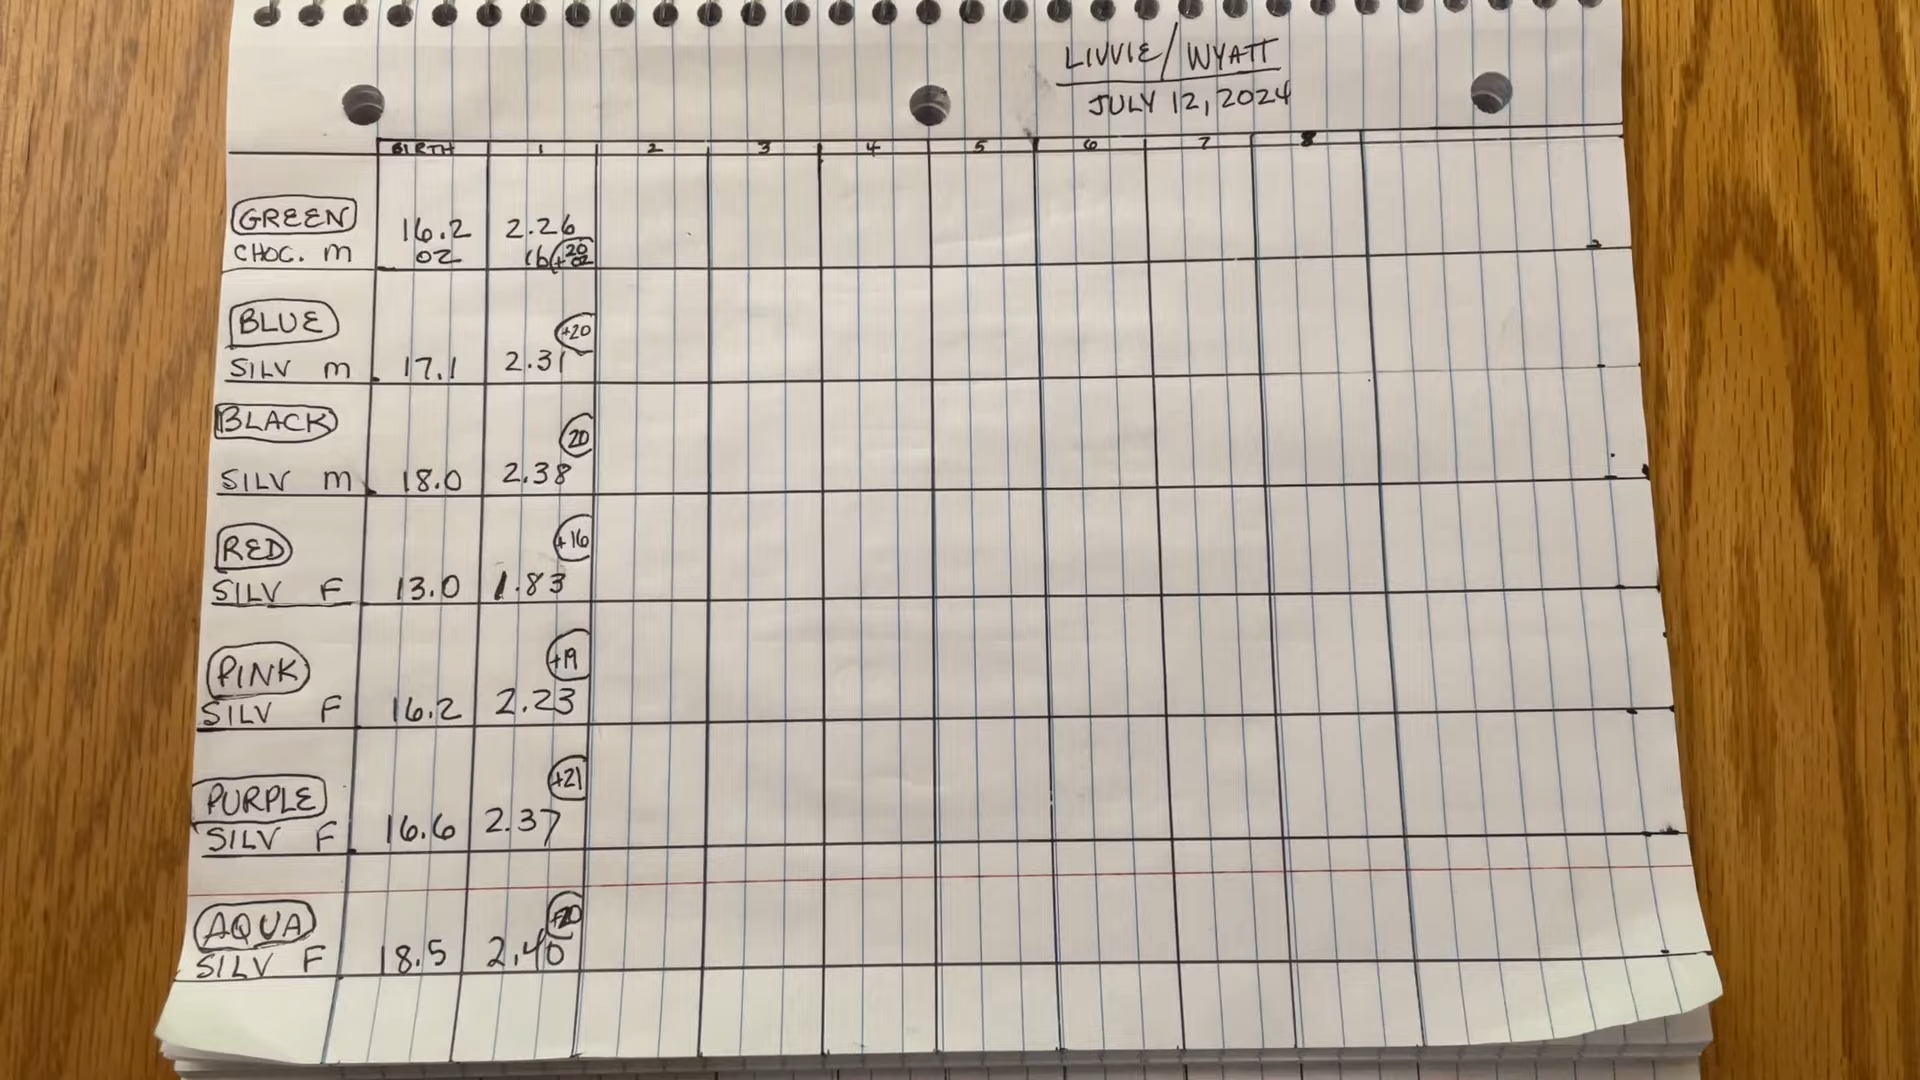 LIVVIE/WYATT
JULY 12, 2024
BIRTH 1 2 3 4 5 6 7 8
GREEN
16.2 2.26
CHOC. M OZ lb +20 OZ
BLUE +20
SILV M 17.1 2.31
BLACK 20
SILV M 18.0 2.38
RED +16
SILV F 13.0 1.83
PINK +19
SILV F 16.2 2.23
PURPLE +21
SILV F 16.6 2.37
AQUA +20
SILV F 18.5 2.40